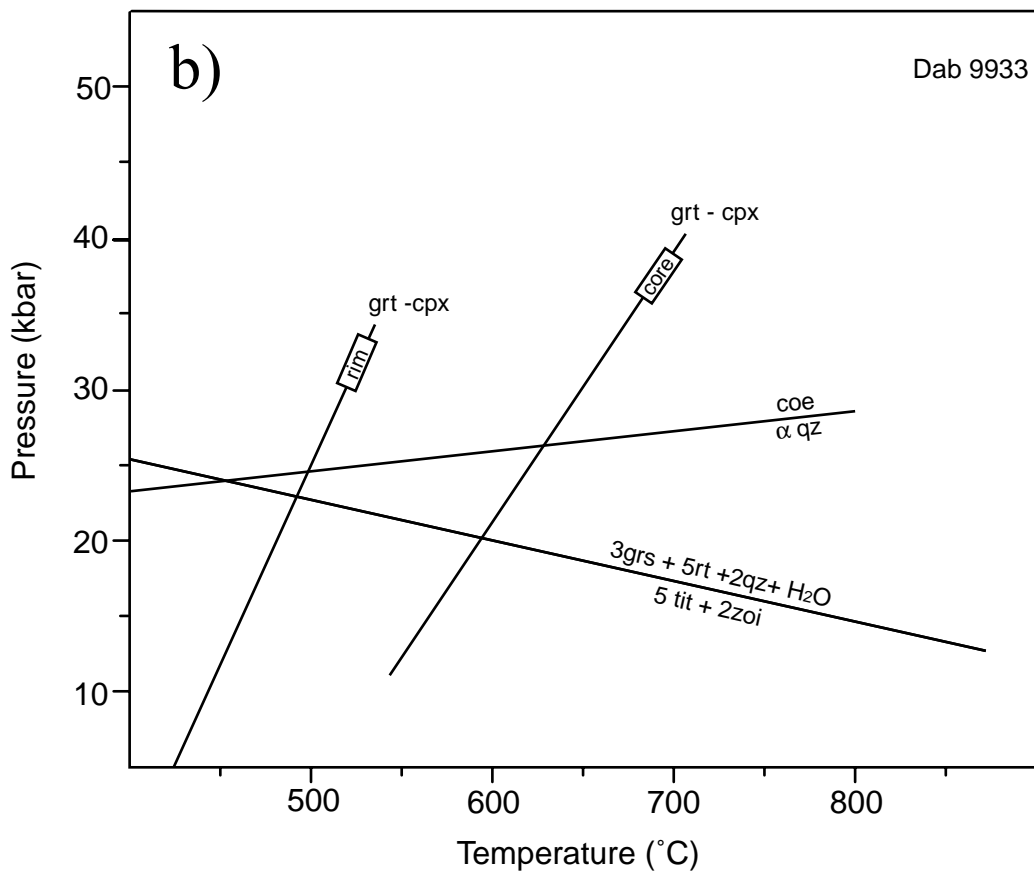 b)
Dab 9933
50
40
30
20
10
Pressure (kbar)
grt - cpx
core
grt -cpx
rim
coe
α qz
3grs + 5rt +2qz+ H₂O
5 tit + 2zoi
500
600
700
800
Temperature (˚C)